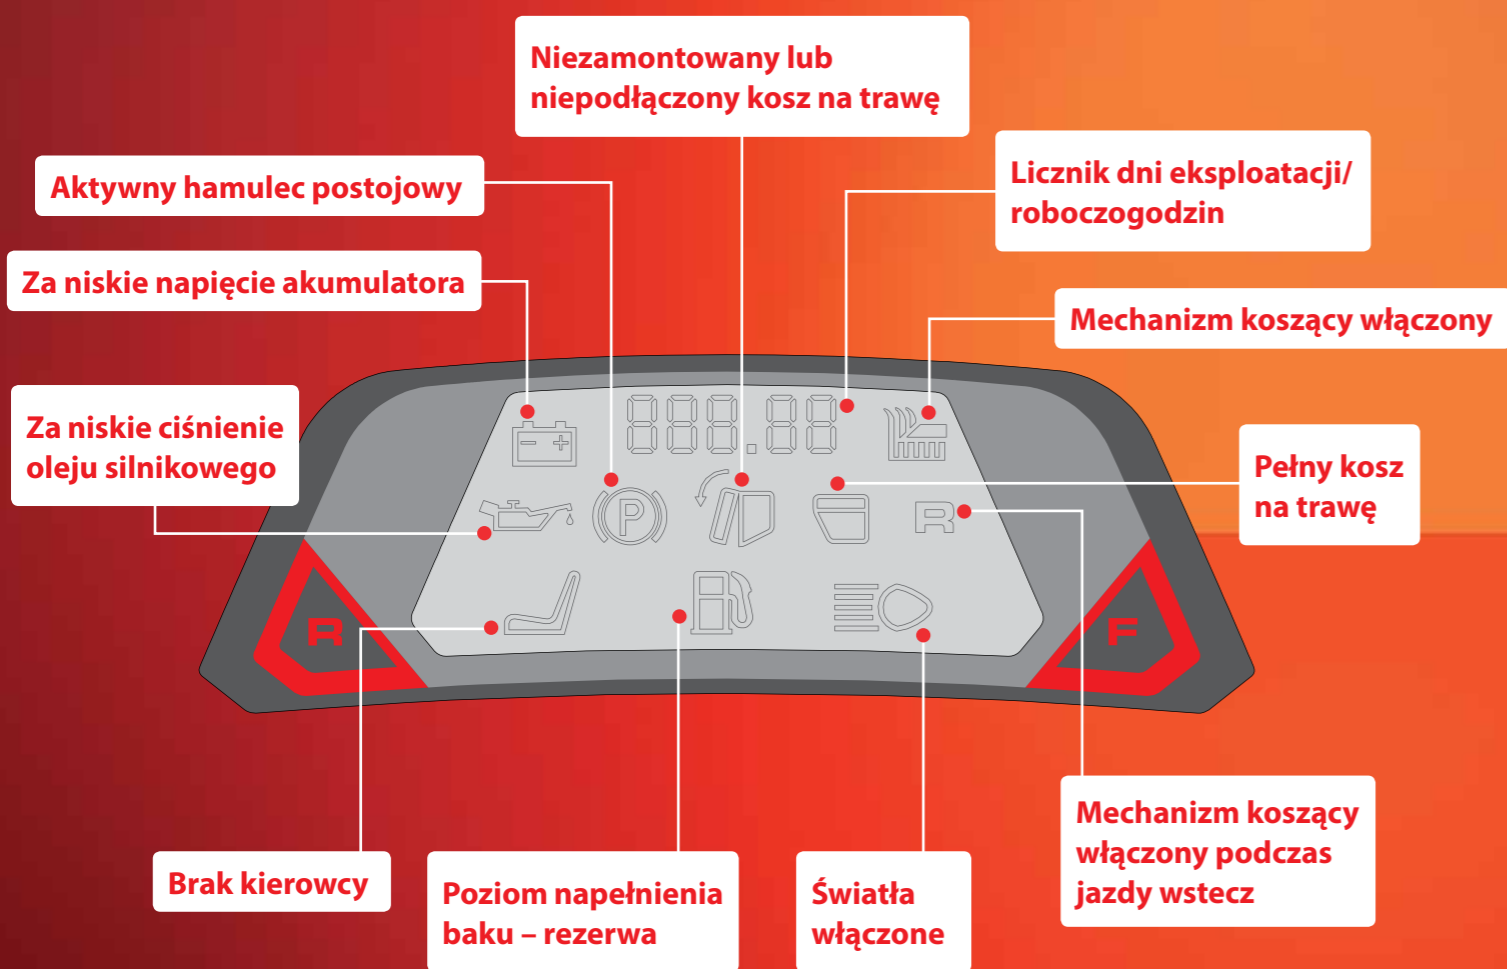 Niezamontowany lub
niepodłączony kosz na trawę
Aktywny hamulec postojowy
Licznik dni eksploatacji/
roboczogodzin
Za niskie napięcie akumulatora
Mechanizm koszący włączony
Za niskie ciśnienie
oleju silnikowego
Pełny kosz
na trawę
888.88
P
R
R
F
Brak kierowcy
Poziom napełnienia
baku – rezerwa
Światła
włączone
Mechanizm koszący
włączony podczas
jazdy wstecz